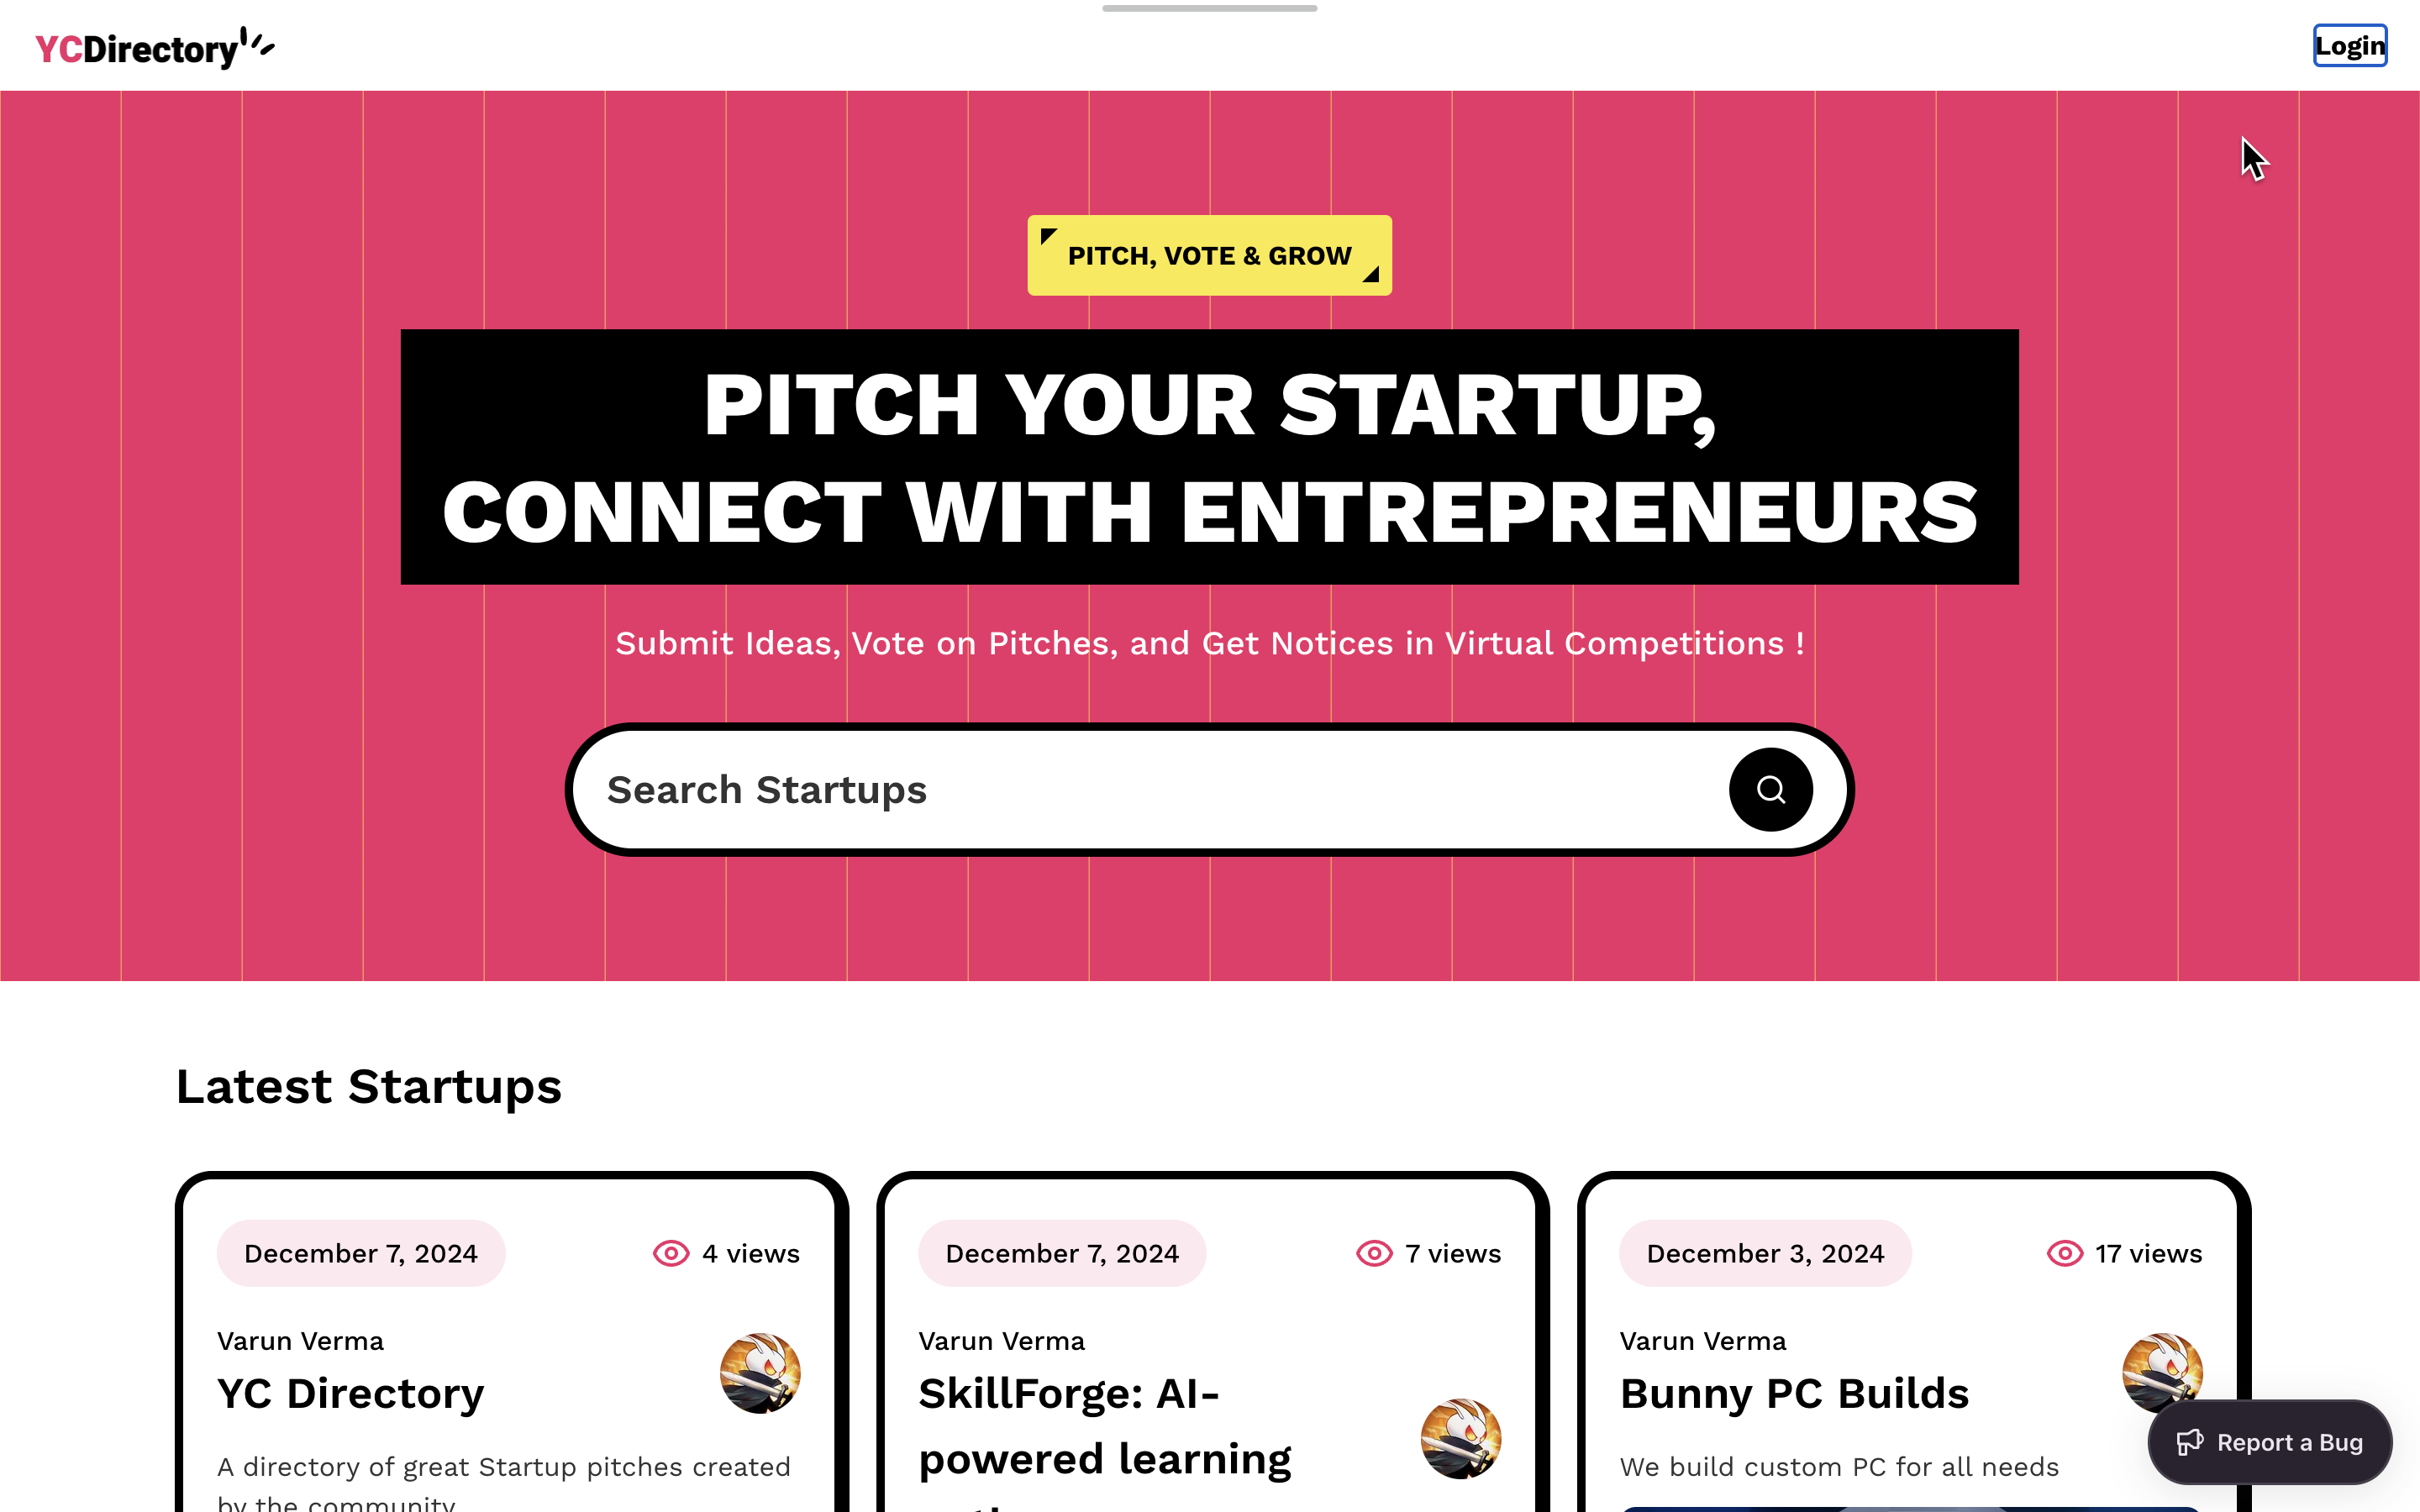 YCDirectory
Login
PITCH, VOTE & GROW
PITCH YOUR STARTUP,
CONNECT WITH ENTREPRENEURS
Submit Ideas, Vote on Pitches, and Get Notices in Virtual Competitions !
Search Startups
Latest Startups
December 7, 2024
4 views
Varun Verma
YC Directory
A directory of great Startup pitches created
by the community
December 7, 2024
7 views
Varun Verma
SkillForge: AI-
powered learning
December 3, 2024
17 views
Varun Verma
Bunny PC Builds
We build custom PC for all needs
Report a Bug